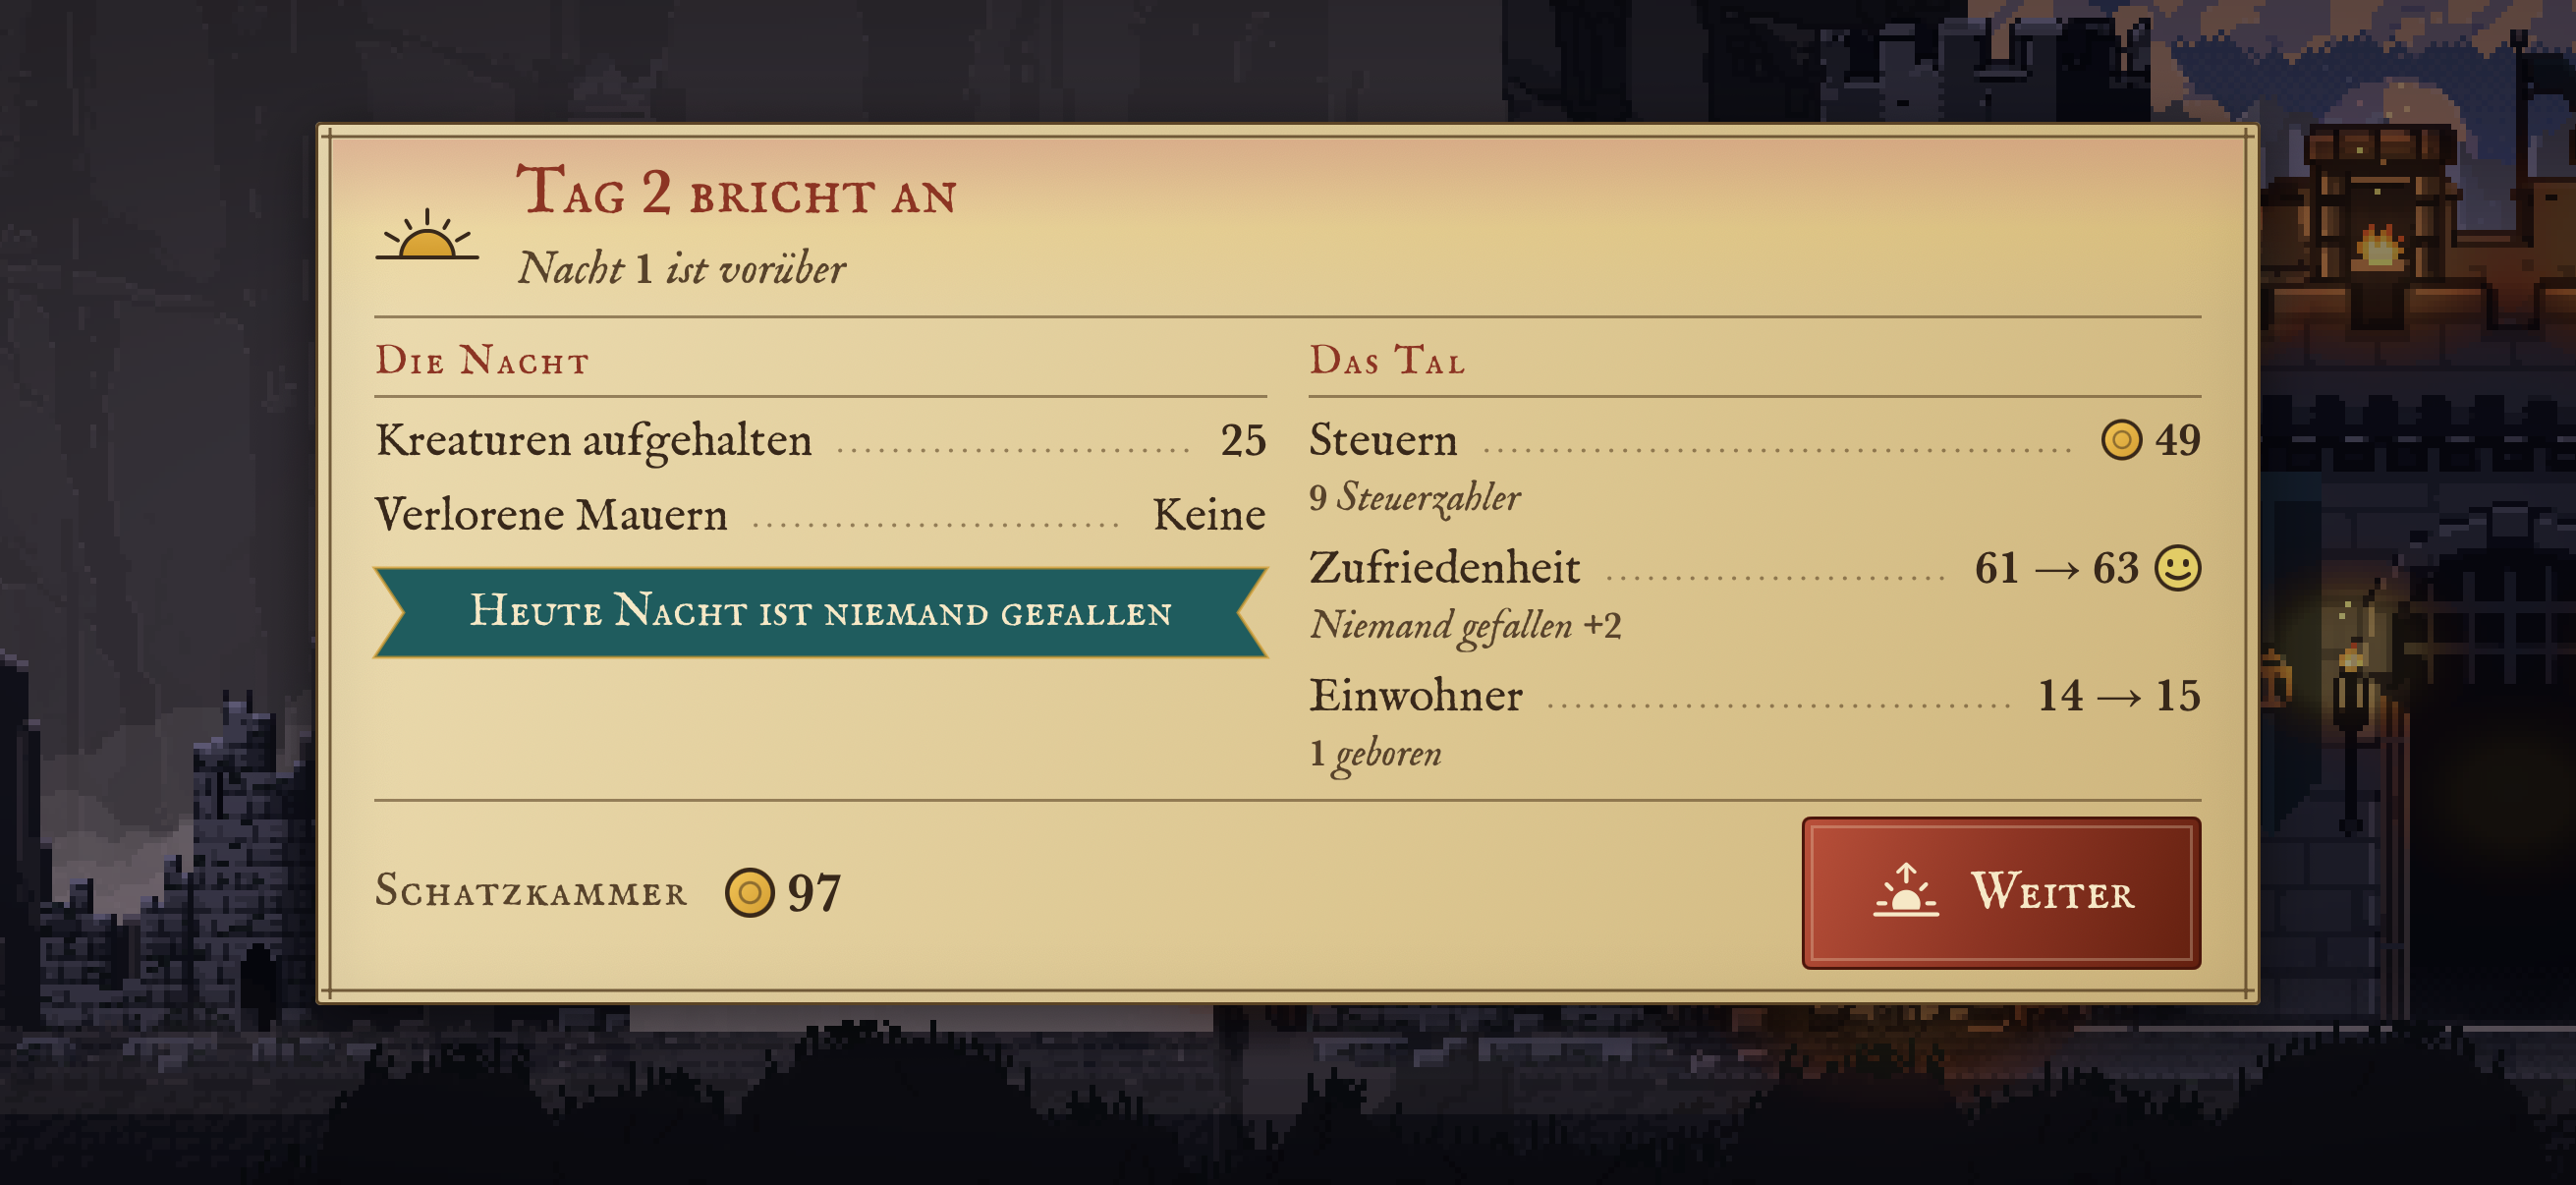 Tag 2 bricht an
Nacht 1 ist vorüber
Die Nacht
Kreaturen aufgehalten 25
Verlorene Mauern Keine
Heute Nacht ist niemand gefallen
Das Tal
Steuern 49
9 Steuerzahler
Zufriedenheit 61 → 63
Niemand gefallen +2
Einwohner 14 → 15
1 geboren
Schatzkammer 97
Weiter